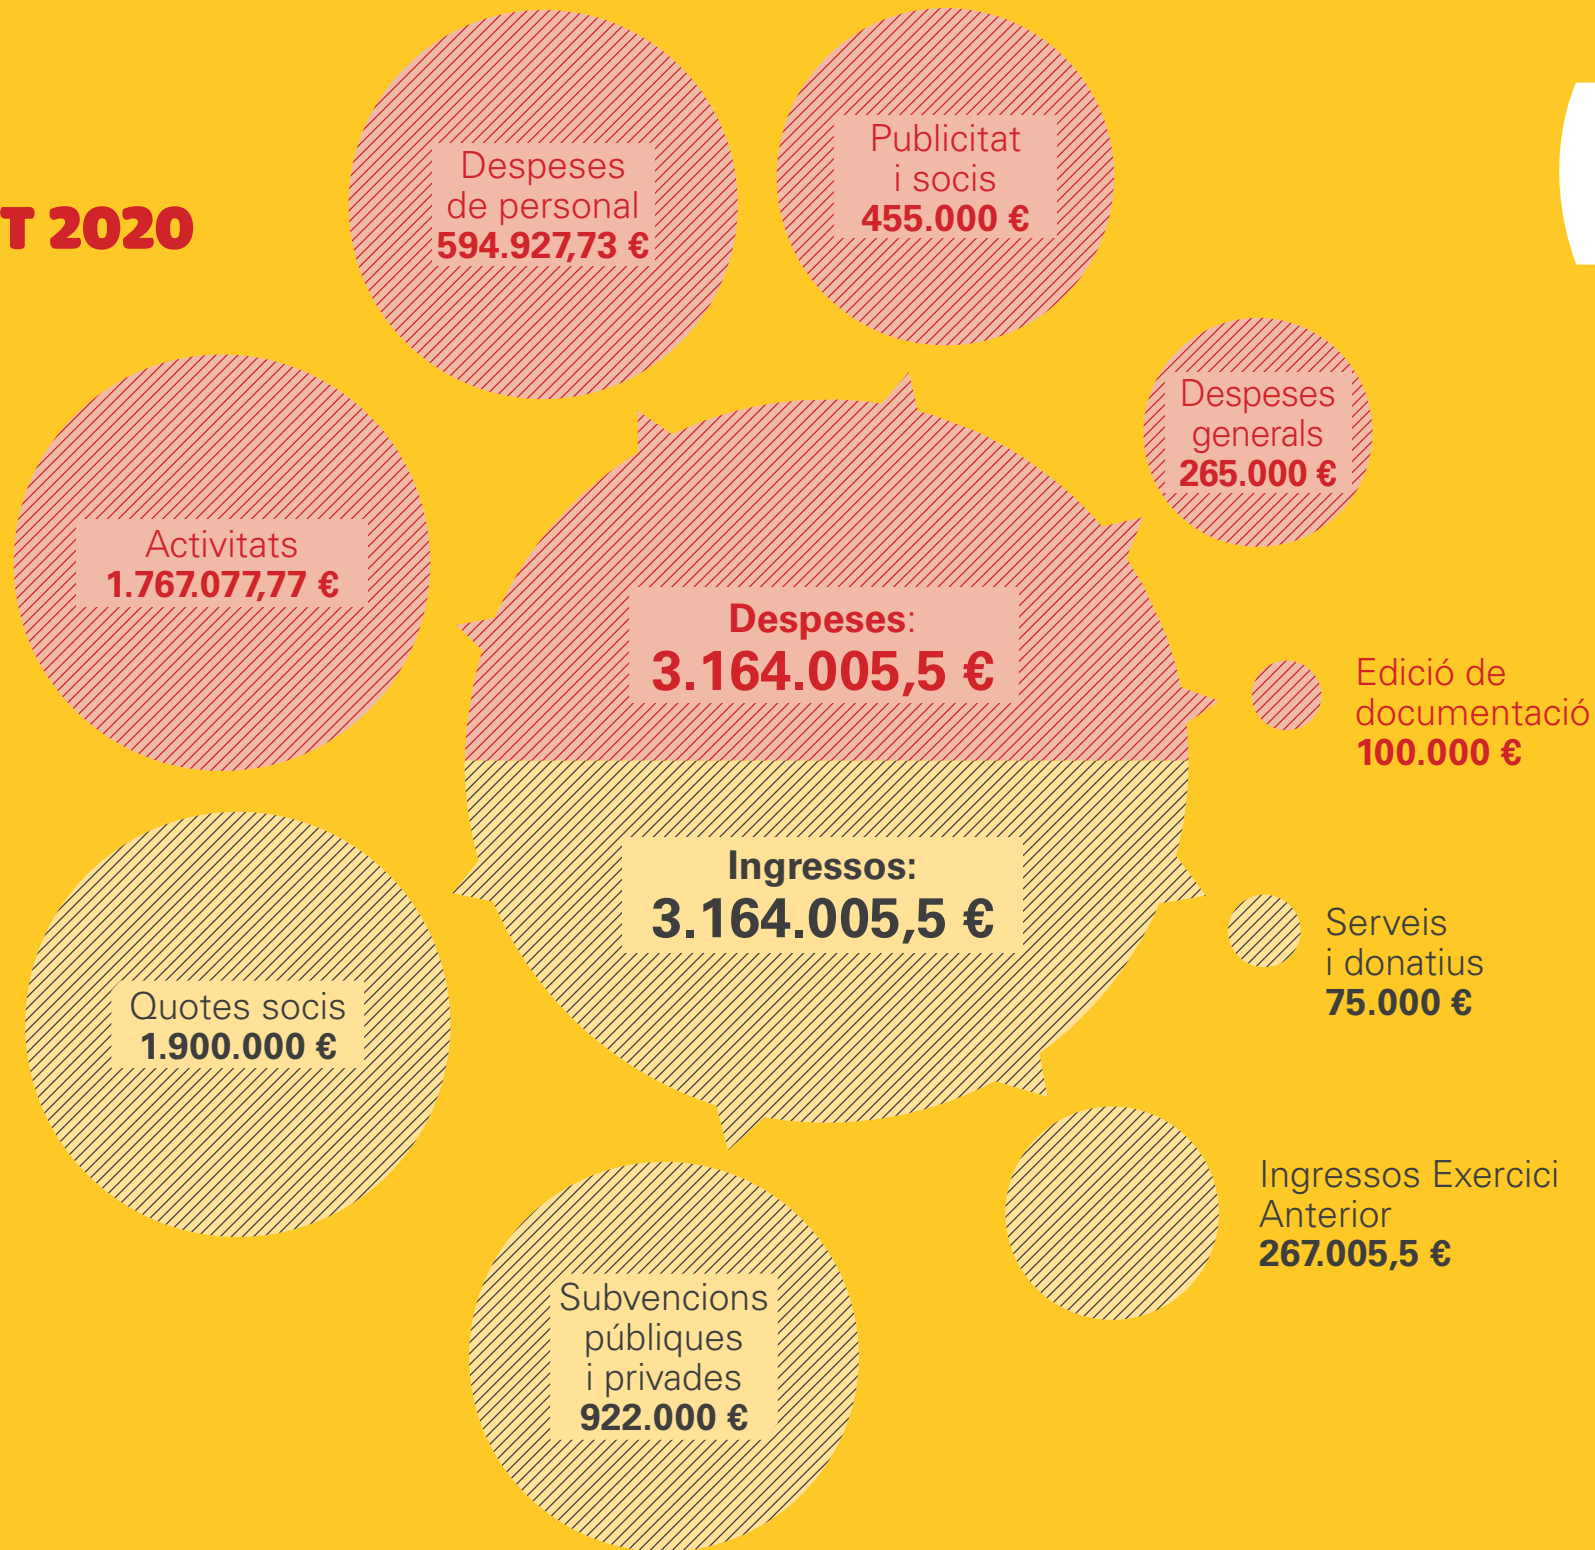 T 2020
Despeses
de personal
594.927,73 €
Publicitat
i socis
455.000 €
Despeses
generals
265.000 €
Activitats
1.767.077,77 €
Despeses:
3.164.005,5 €
Edició de
documentació
100.000 €
Ingressos:
3.164.005,5 €
Serveis
i donatius
75.000 €
Quotes socis
1.900.000 €
Ingressos Exercici
Anterior
267.005,5 €
Subvencions
públiques
i privades
922.000 €